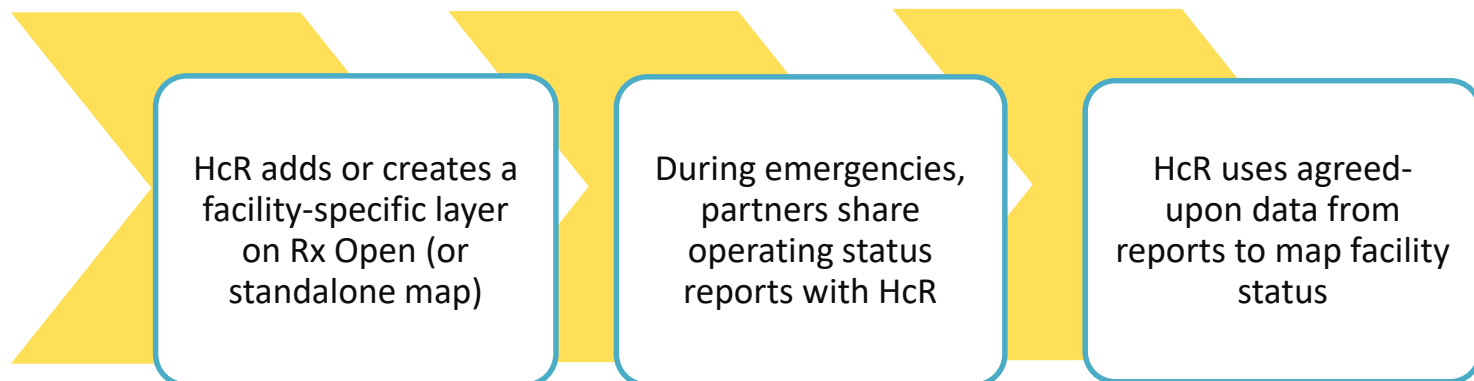 HcR adds or creates a
facility-specific layer
on Rx Open (or
standalone map)
During emergencies,
partners share
operating status
reports with HcR
HcR uses agreed-
upon data from
reports to map facility
status